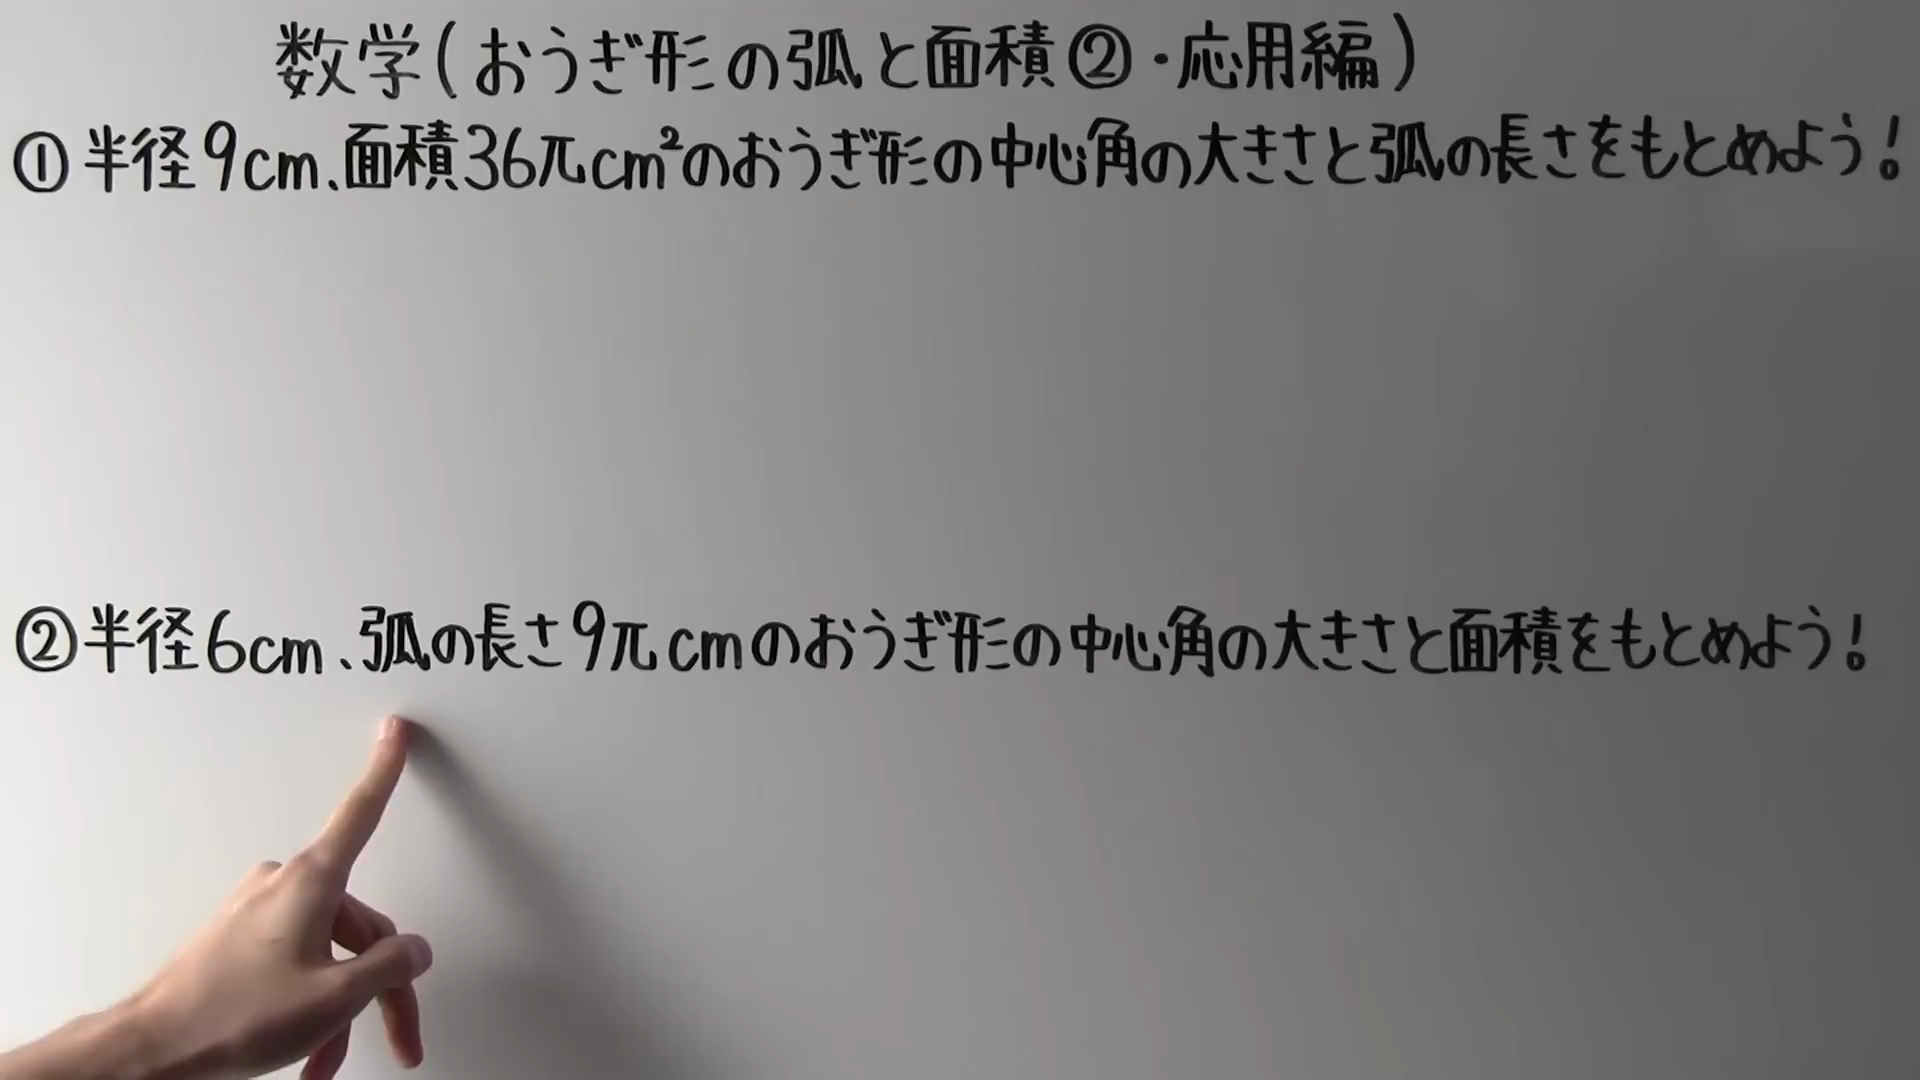 数学(おうぎ形の弧と面積②・応用編)
①半径9cm、面積36πcm²のおうぎ形の中心角の大きさと弧の長さをもとめよう!
②半径6cm、弧の長さ9πcmのおうぎ形の中心角の大きさと面積をもとめよう!